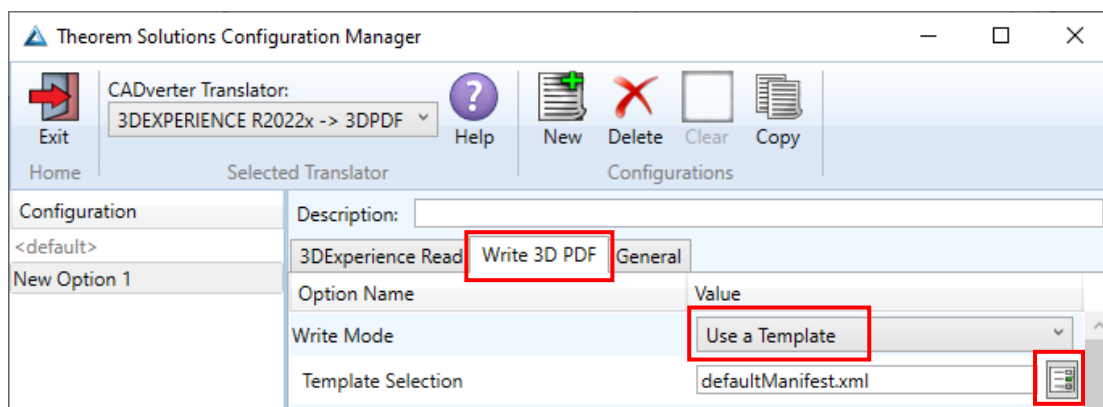 Theorem Solutions Configuration Manager
CADverter Translator:
3DEXPERIENCE R2022x -> 3DPDF
Exit
Help
New
Delete
Clear
Copy
Home
Selected Translator
Configurations
Configuration
Description:
<default>
3DExperience Read
Write 3D PDF
General
New Option 1
Option Name
Value
Write Mode
Use a Template
Template Selection
defaultManifest.xml